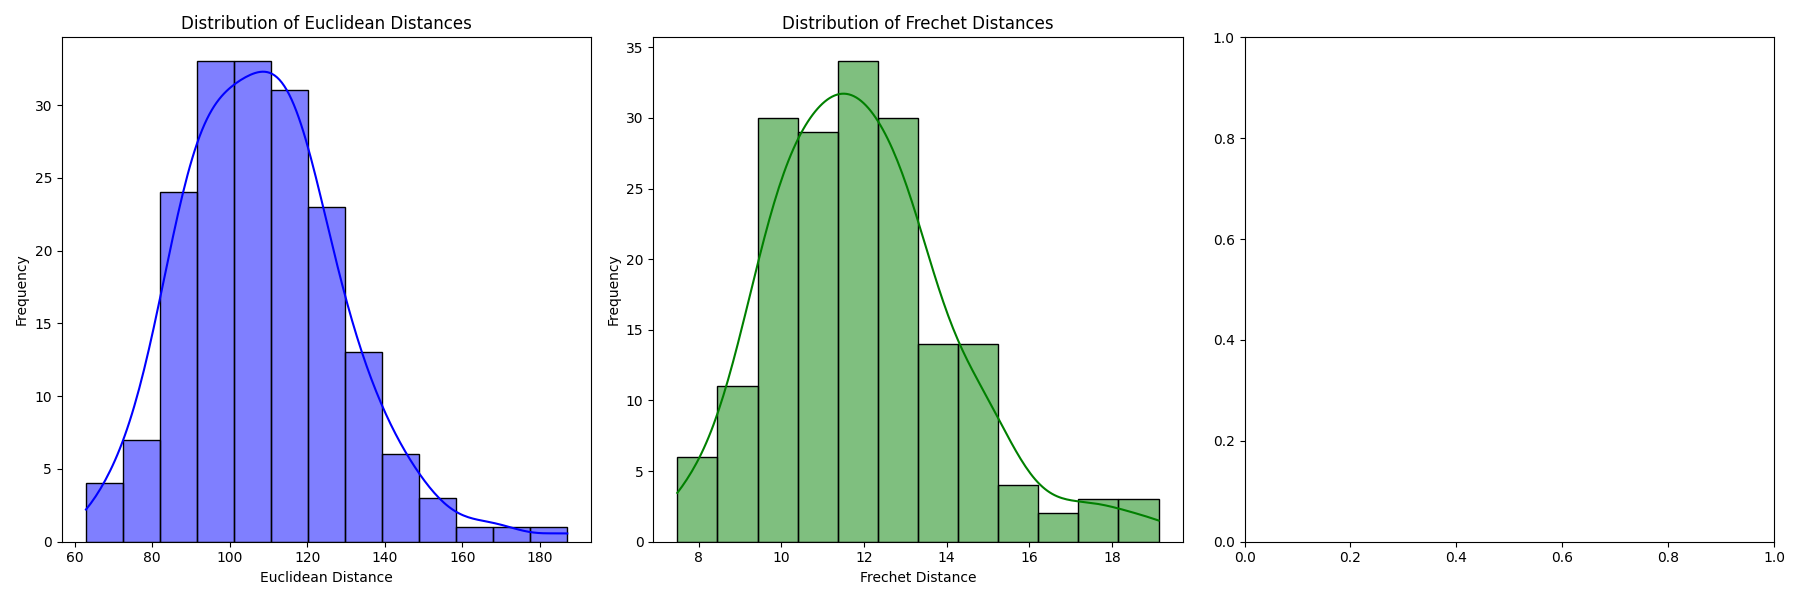 Distribution of Euclidean Distances
30
25
20
15
10
5
0
Frequency
60 80 100 120 140 160 180
Euclidean Distance
Distribution of Frechet Distances
35
30
25
20
15
10
5
0
Frequency
8 10 12 14 16 18
Frechet Distance
1.0
0.8
0.6
0.4
0.2
0.0
0.0 0.2 0.4 0.6 0.8 1.0